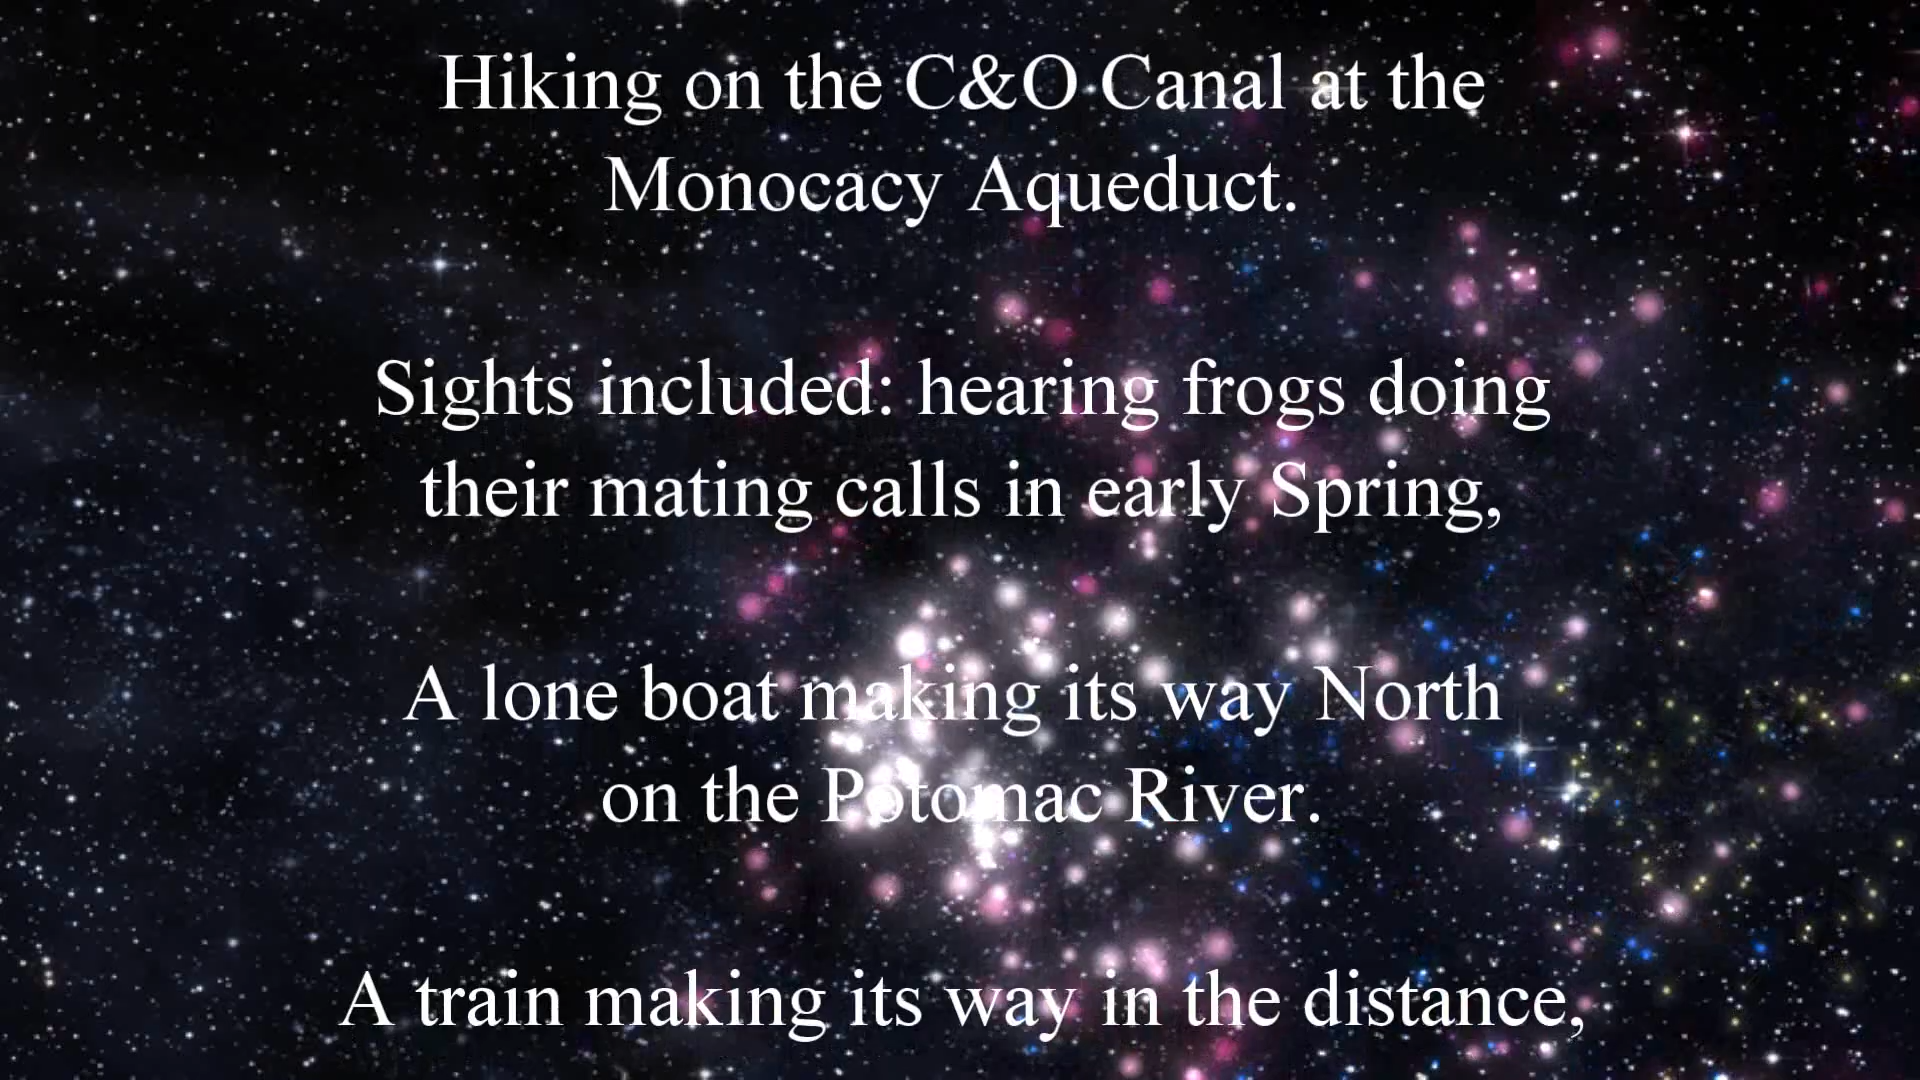 Hiking on the C&O Canal at the
Monocacy Aqueduct.
Sights included: hearing frogs doing
their mating calls in early Spring,
A lone boat making its way North
on the Potomac River.
A train making its way in the distance,